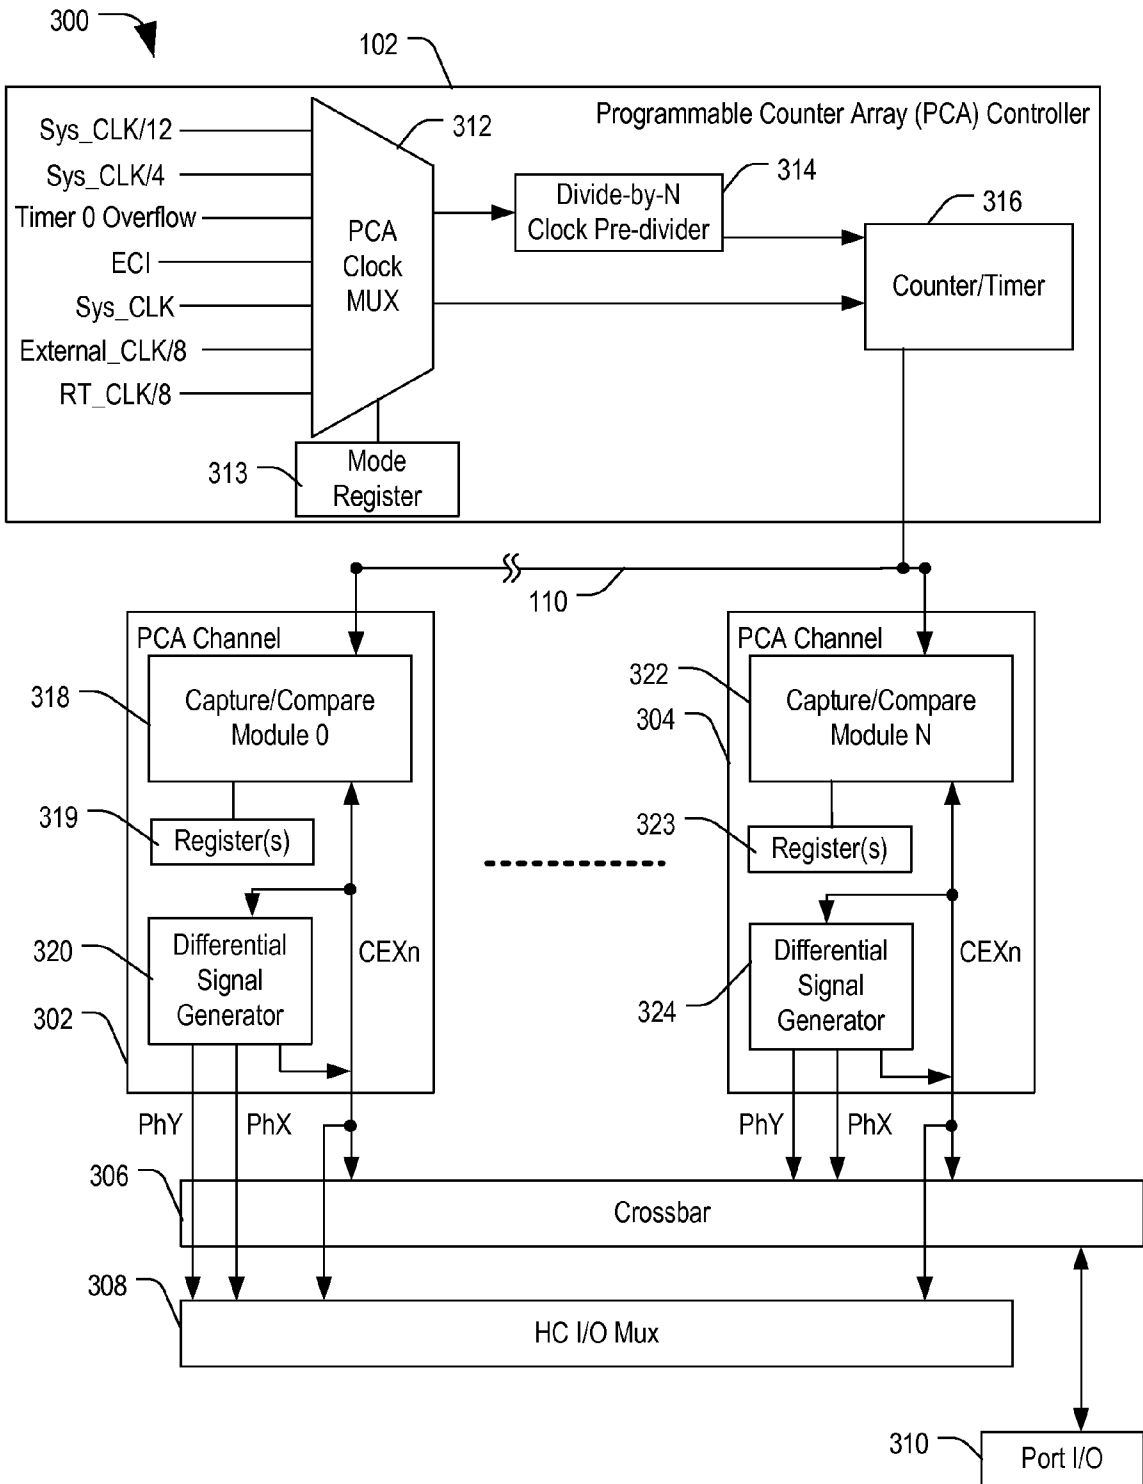 300
102
Programmable Counter Array (PCA) Controller
Sys_CLK/12
Sys_CLK/4
Timer 0 Overflow
ECI
Sys_CLK
External_CLK/8
RT_CLK/8
312
PCA
Clock
MUX
314
Divide-by-N
Clock Pre-divider
316
Counter/Timer
313
Mode
Register
110
PCA Channel
318
Capture/Compare
Module 0
319
Register(s)
320
Differential
Signal
Generator
CEXn
302
PhY
PhX
PCA Channel
322
304
Capture/Compare
Module N
323
Register(s)
324
Differential
Signal
Generator
CEXn
PhY
PhX
306
Crossbar
308
HC I/O Mux
310
Port I/O